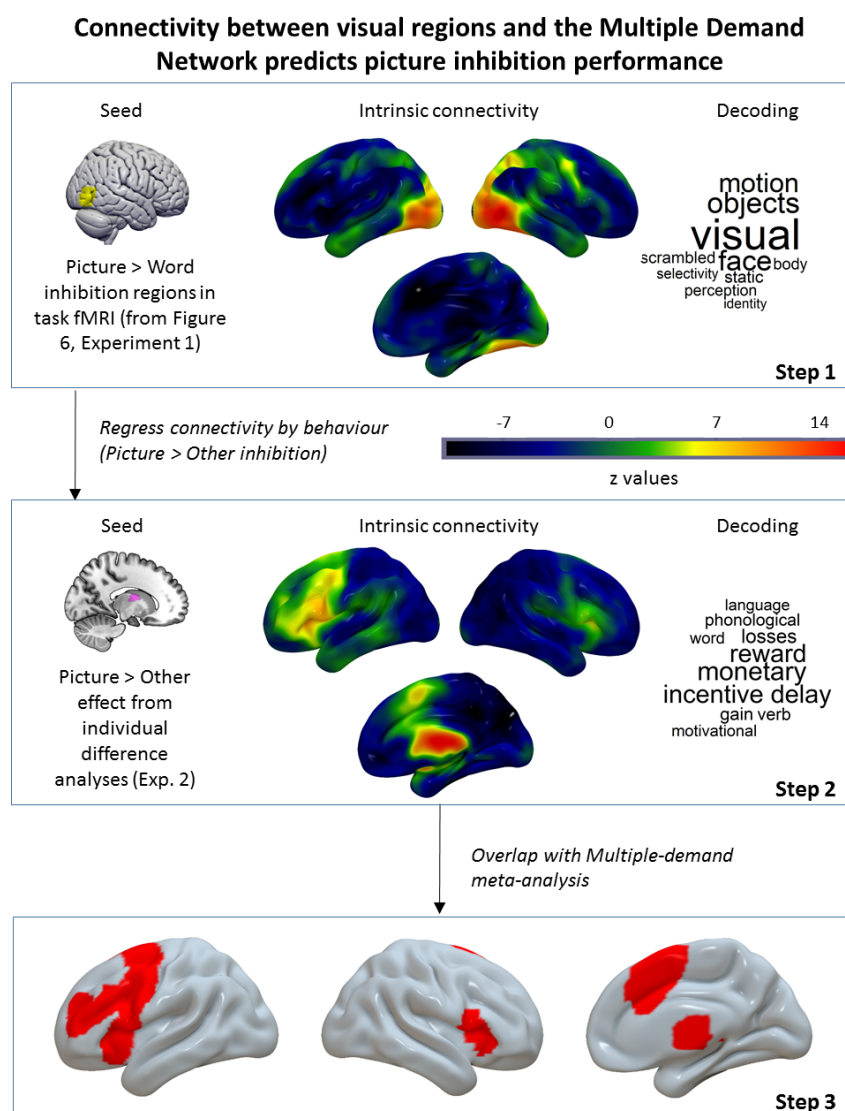 Connectivity between visual regions and the Multiple Demand
Network predicts picture inhibition performance
Seed
Intrinsic connectivity
Decoding
Picture > Word
inhibition regions in
task fMRI (from Figure
6, Experiment 1)
motion
objects
visual
scrambled face body
selectivity static
perception
identity
Step 1
Regress connectivity by behaviour
(Picture > Other inhibition)
-7 0 7 14
z values
Seed
Intrinsic connectivity
Decoding
Picture > Other
effect from
individual
difference
analyses (Exp. 2)
language
phonological
word losses
reward
monetary
incentive delay
gain verb
motivational
Step 2
Overlap with Multiple-demand
meta-analysis
Step 3